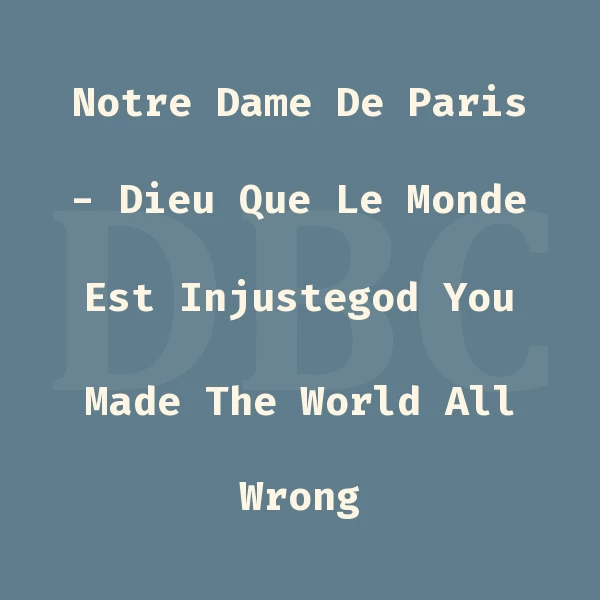 Notre Dame De Paris
- Dieu Que Le Monde
Est Injustegod You
Made The World All
Wrong
DBC